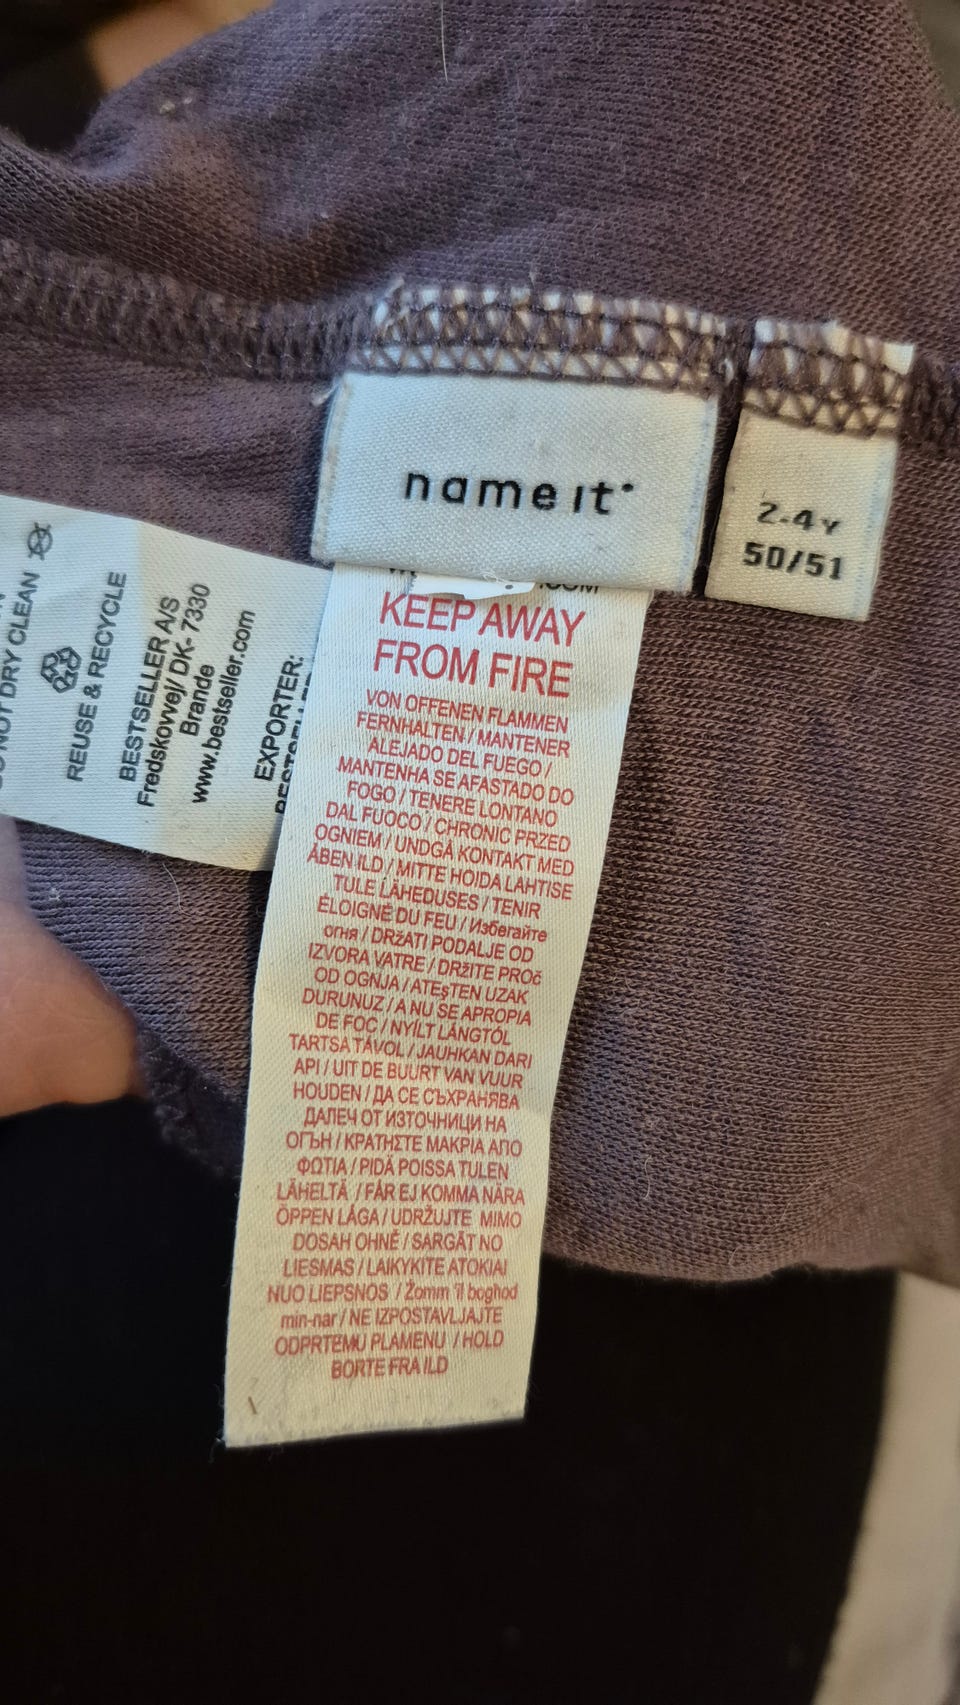 name it
2-4Y
50/51
.COM
KEEP AWAY
FROM FIRE
VON OFFENEN FLAMMEN
FERNHALTEN / MANTENER
ALEJADO DEL FUEGO /
MANTENHA SE AFASTADO DO
FOGO / TENERE LONTANO
DAL FUOCO / CHRONIC PRZED
OGNIEM / UNDGÅ KONTAKT MED
ÅBEN ILD / MITTE HOIDA LAHTISE
TULE LÄHEDUSES / TENIR
ÉLOIGNÉ DU FEU / Избегайте
огня / DRžATI PODALJE OD
IZVORA VATRE / DRžITE PROč
OD OGNJA / ATEşTEN UZAK
DURUNUZ / A NU SE APROPIA
DE FOC / NYÍLT LÁNGTÓL
TARTSA TÁVOL / JAUHKAN DARI
API / UIT DE BUURT VAN VUUR
HOUDEN / ДА СЕ СЪХРАНЯВА
ДАЛЕЧ ОТ ИЗТОЧНИЦИ НА
ОГЪН / ΚΡΑΤΗΣΤΕ ΜΑΚΡΙΑ ΑΠΟ
ΦΩΤΙΑ / PIDÄ POISSA TULEN
LÄHELTÄ / FÅR EJ KOMMA NÄRA
ÖPPEN LÅGA / UDRŽUJTE MIMO
DOSAH OHNĚ / SARGĀT NO
LIESMAS / LAIKYKITE ATOKIAI
NUO LIEPSNOS / Żomm 'il bogħod
min-nar / NE IZPOSTAVLJAJTE
ODPRTEMU PLAMENU / HOLD
BORTE FRA ILD
DRY CLEAN
REUSE & RECYCLE
BESTSELLER A/S
Fredskovvej/ DK- 7330
Brande
www.bestseller.com
EXPORTER: